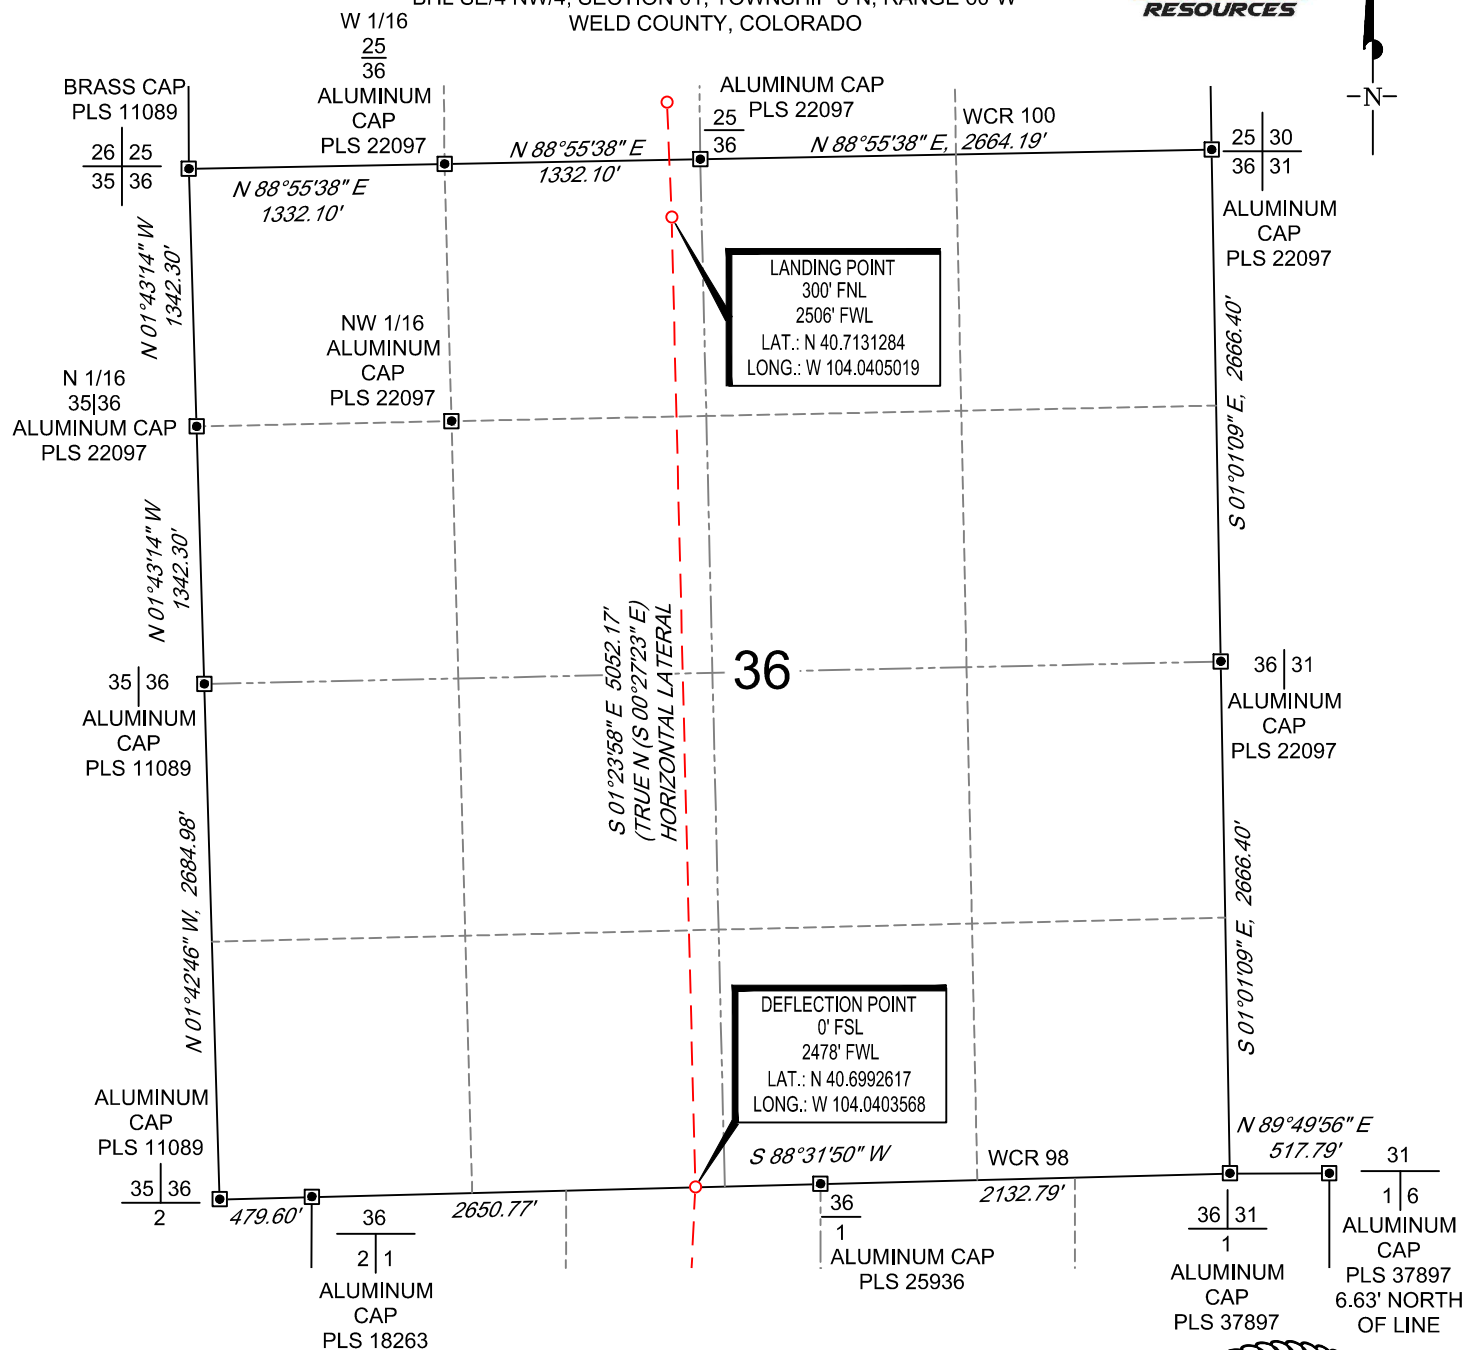 WELD COUNTY, COLORADO
RESOURCES
-N-
W 1/16
25
36
ALUMINUM
CAP
PLS 22097
BRASS CAP
PLS 11089
26 25
35 36
ALUMINUM CAP
PLS 22097
25
36
WCR 100
25 30
36 31
ALUMINUM
CAP
PLS 22097
N 88°55'38" E
1332.10'
N 88°55'38" E
1332.10'
N 88°55'38" E, 2664.19'
N 01°43'14" W
1342.30'
LANDING POINT
300' FNL
2506' FWL
LAT.: N 40.7131284
LONG.: W 104.0405019
S 01°01'09" E, 2666.40'
NW 1/16
ALUMINUM
CAP
PLS 22097
N 1/16
35|36
ALUMINUM CAP
PLS 22097
N 01°43'14" W
1342.30'
S 01°23'58" E 5052.17'
(TRUE N (S 00°27'23" E)
HORIZONTAL LATERAL
36
35 36
ALUMINUM
CAP
PLS 11089
36 31
ALUMINUM
CAP
PLS 22097
N 01°42'46" W, 2684.98'
S 01°01'09" E, 2666.40'
DEFLECTION POINT
0' FSL
2478' FWL
LAT.: N 40.6992617
LONG.: W 104.0403568
ALUMINUM
CAP
PLS 11089
35 36
2
479.60'
36
2 1
ALUMINUM
CAP
PLS 18263
2650.77'
S 88°31'50" W
WCR 98
2132.79'
36
1
ALUMINUM CAP
PLS 25936
N 89°49'56" E
517.79'
36 31
1
ALUMINUM
CAP
PLS 37897
31
1 6
ALUMINUM
CAP
PLS 37897
6.63' NORTH
OF LINE